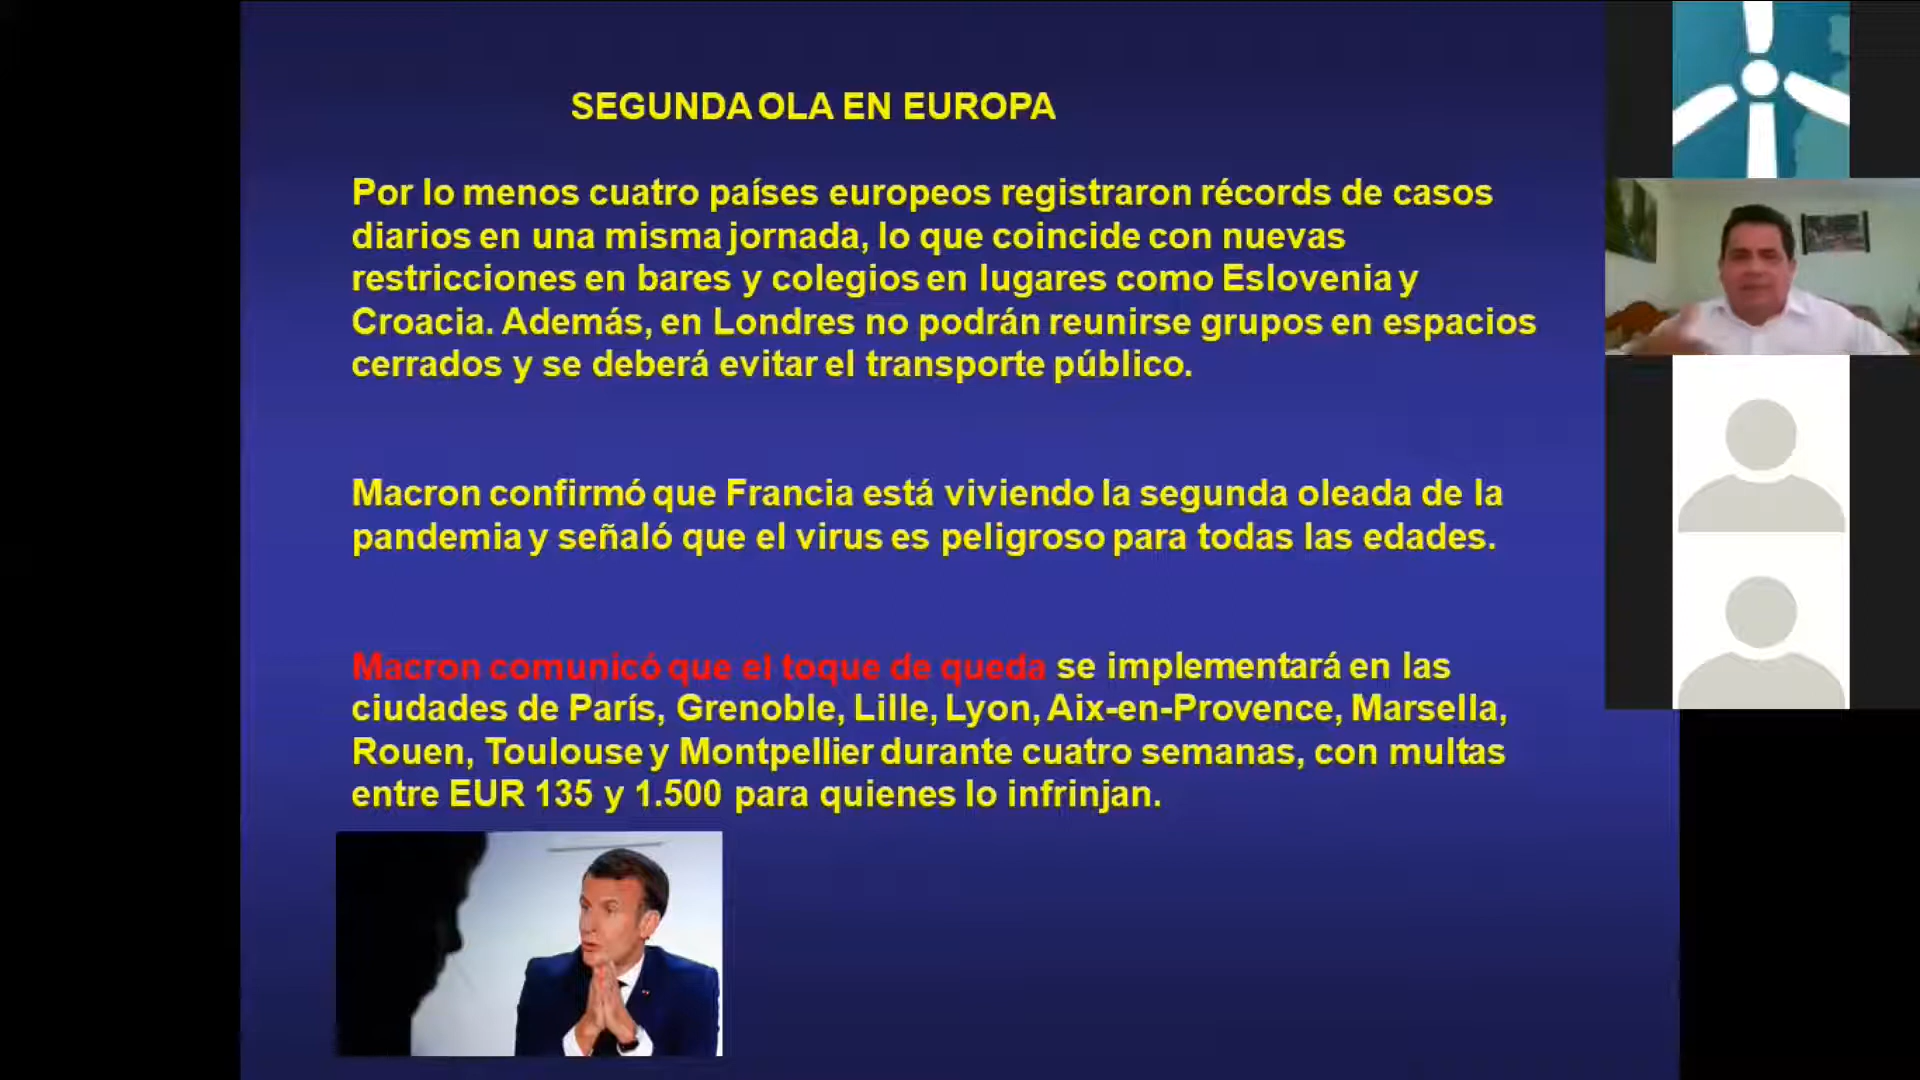 SEGUNDA OLA EN EUROPA
Por lo menos cuatro países europeos registraron récords de casos
diarios en una misma jornada, lo que coincide con nuevas
restricciones en bares y colegios en lugares como Eslovenia y
Croacia. Además, en Londres no podrán reunirse grupos en espacios
cerrados y se deberá evitar el transporte público.
Macron confirmó que Francia está viviendo la segunda oleada de la
pandemia y señaló que el virus es peligroso para todas las edades.
Macron comunicó que el toque de queda se implementará en las
ciudades de París, Grenoble, Lille, Lyon, Aix-en-Provence, Marsella,
Rouen, Toulouse y Montpellier durante cuatro semanas, con multas
entre EUR 135 y 1.500 para quienes lo infrinjan.